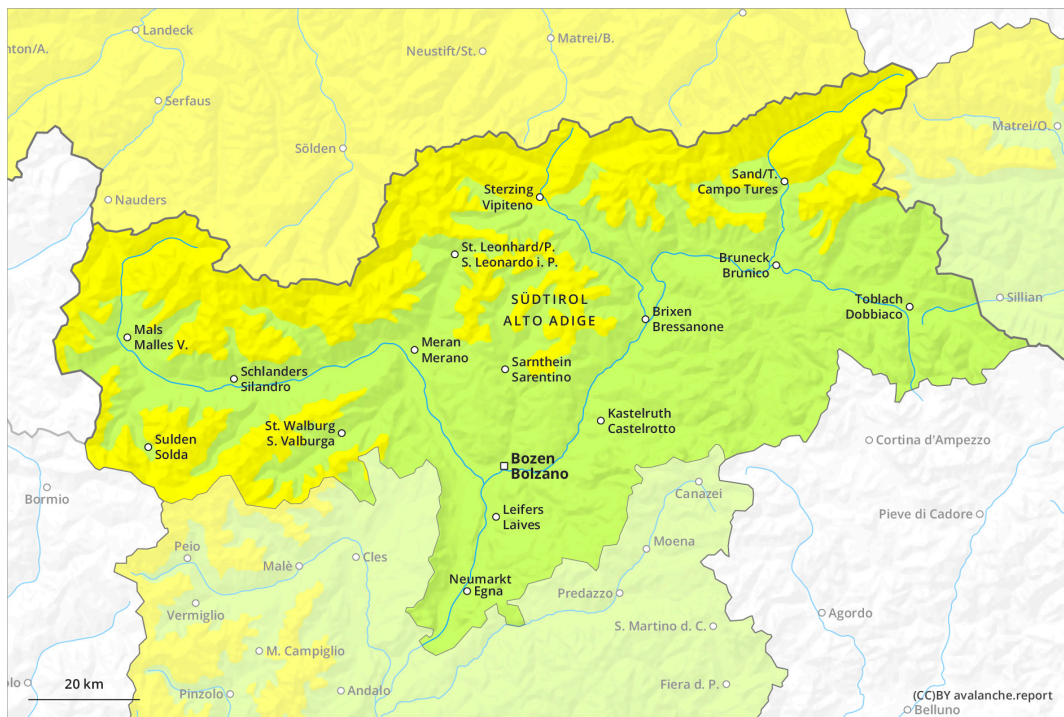 Landeck
Matrei/B.
nton/A.
Neustift/St.
Serfaus
Matrei/O.
Sölden
Sand/T.
Campo Tures
Sterzing
Vipiteno
Nauders
St. Leonhard/P.
S. Leonardo i. P.
Bruneck
Brunico
SÜDTIROL
ALTO ADIGE
Toblach
Dobbiaco
Sillian
Brixen
Bressanone
Mals
Malles V.
Meran
Merano
Sarnthein
Sarentino
Schlanders
Silandro
Kastelruth
Castelrotto
St. Walburg
S. Valburga
Sulden
Solda
Cortina d'Ampezzo
Bozen
Bolzano
Bormio
Canazei
Leifers
Laives
Pieve di Cadore
Peio
Cles
Moena
Malè
Neumarkt
Egna
Predazzo
Vermiglio
Agordo
S. Martino d. C.
M. Campiglio
olo
20 km
Pinzolo
Andalo
Fiera d. P.
(CC)BY avalanche.report
Belluno